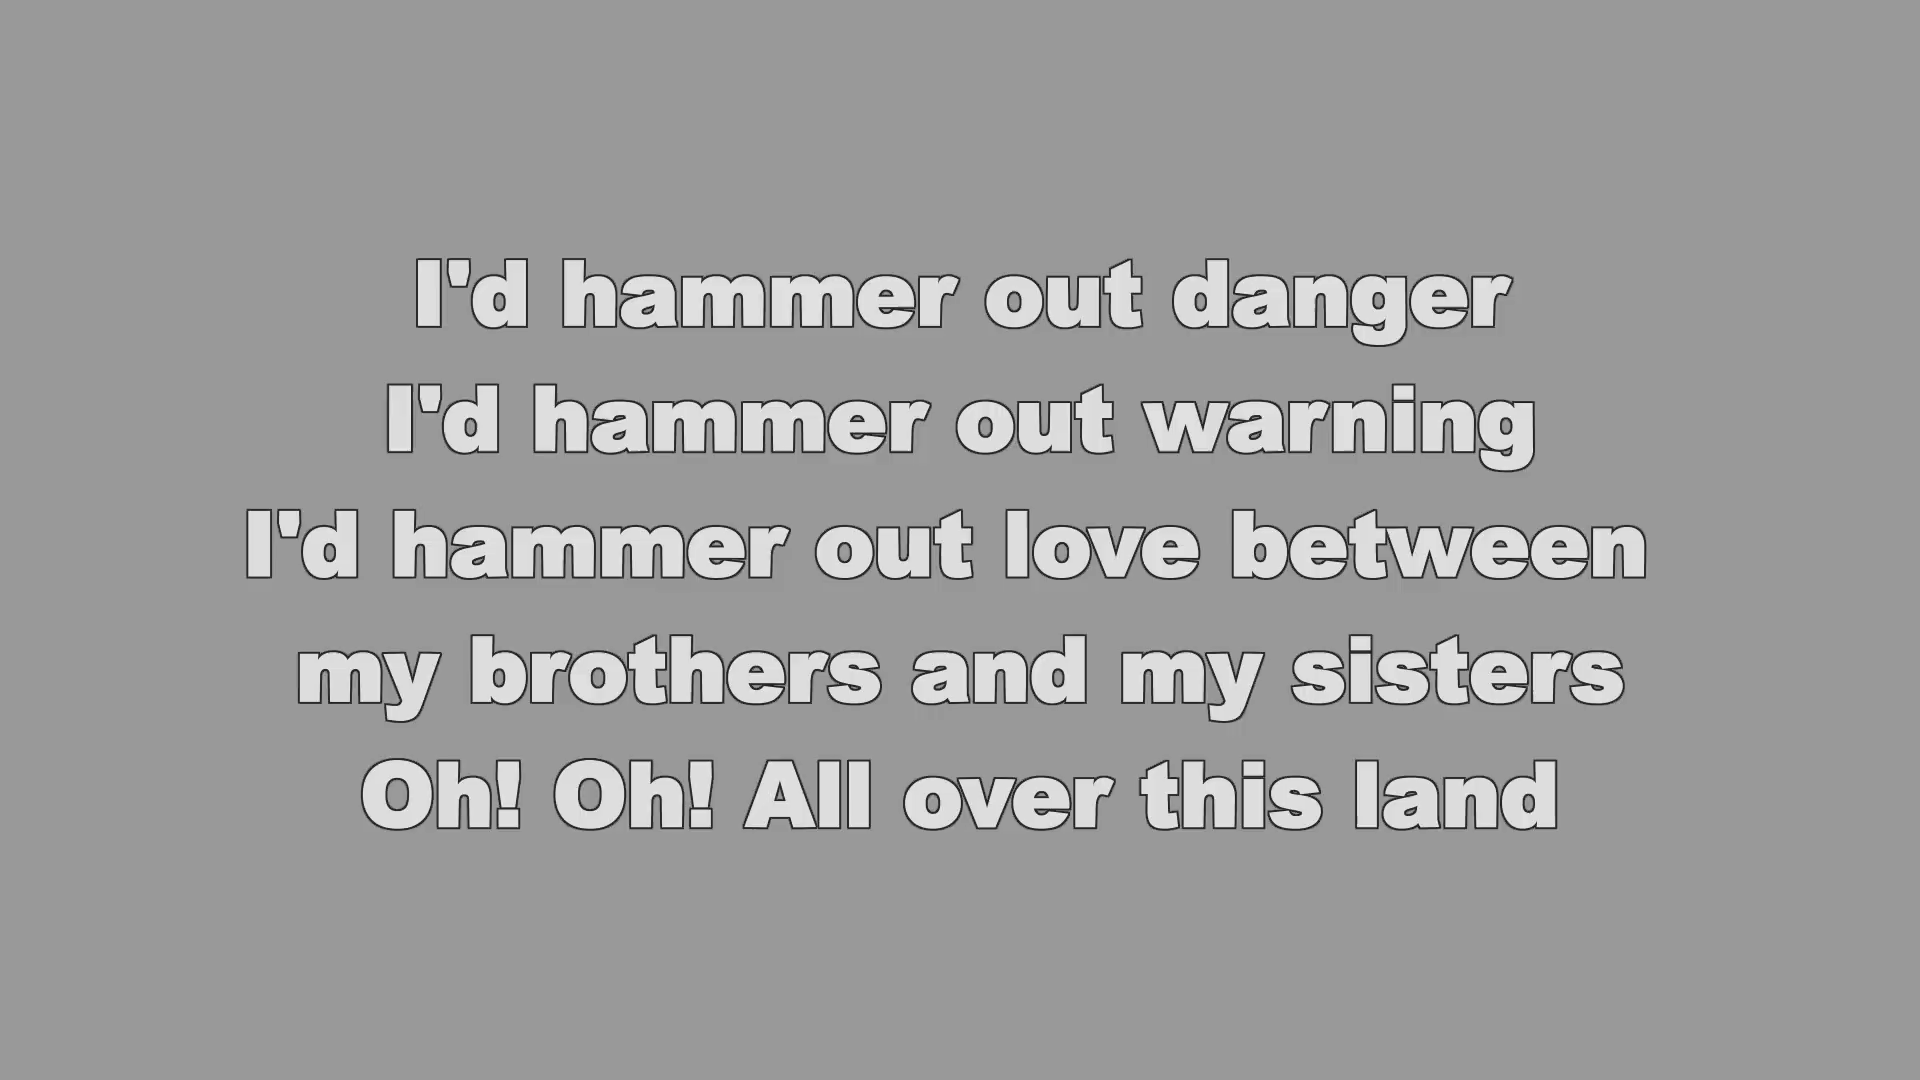 I'd hammer out danger
I'd hammer out warning
I'd hammer out love between
my brothers and my sisters
Oh! Oh! All over this land